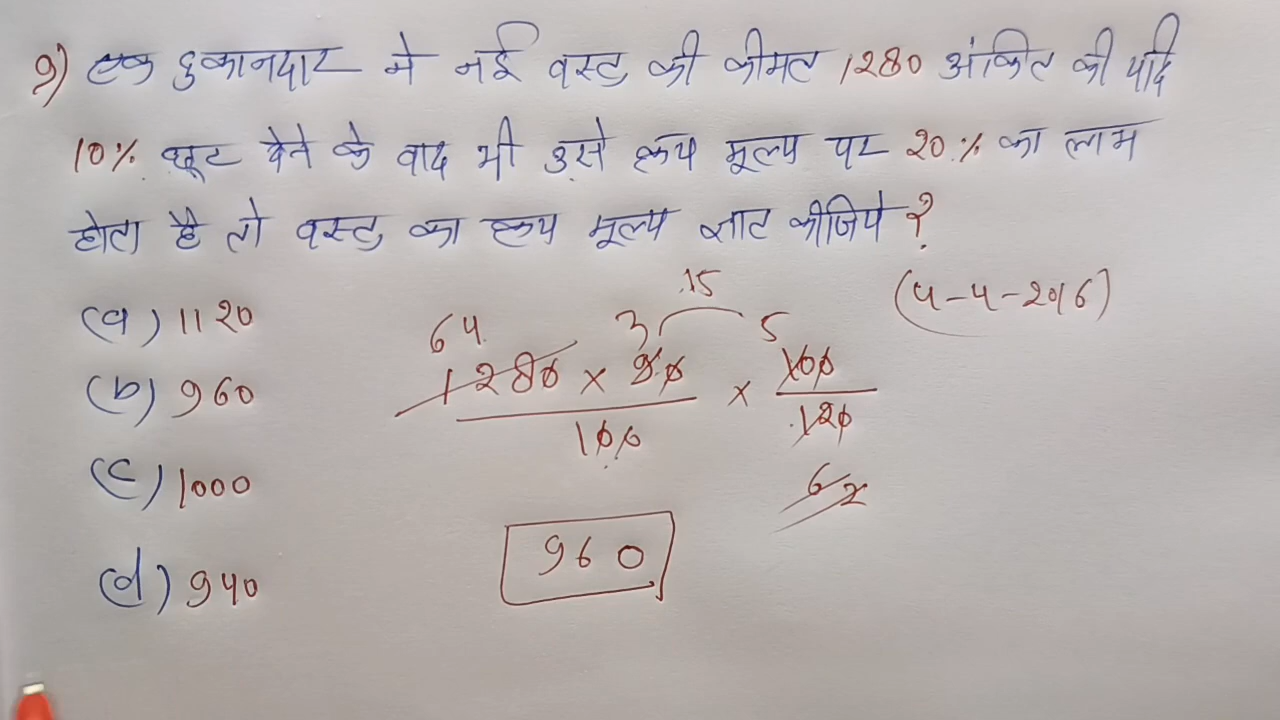 9) एक दुकानदार ने नई वस्तु की कीमत 1280 अंकित की यदि
10% छूट देने के बाद भी उसे क्रय मूल्य पर 20% का लाभ
होता है तो वस्तु का क्रय मूल्य ज्ञात कीजिये ?
(4-4-2016)
(a) 1120
(b) 960
(c) 1000
(d) 940
15
64 3 5
1280 x 90 x 100
100 120
6 2
960